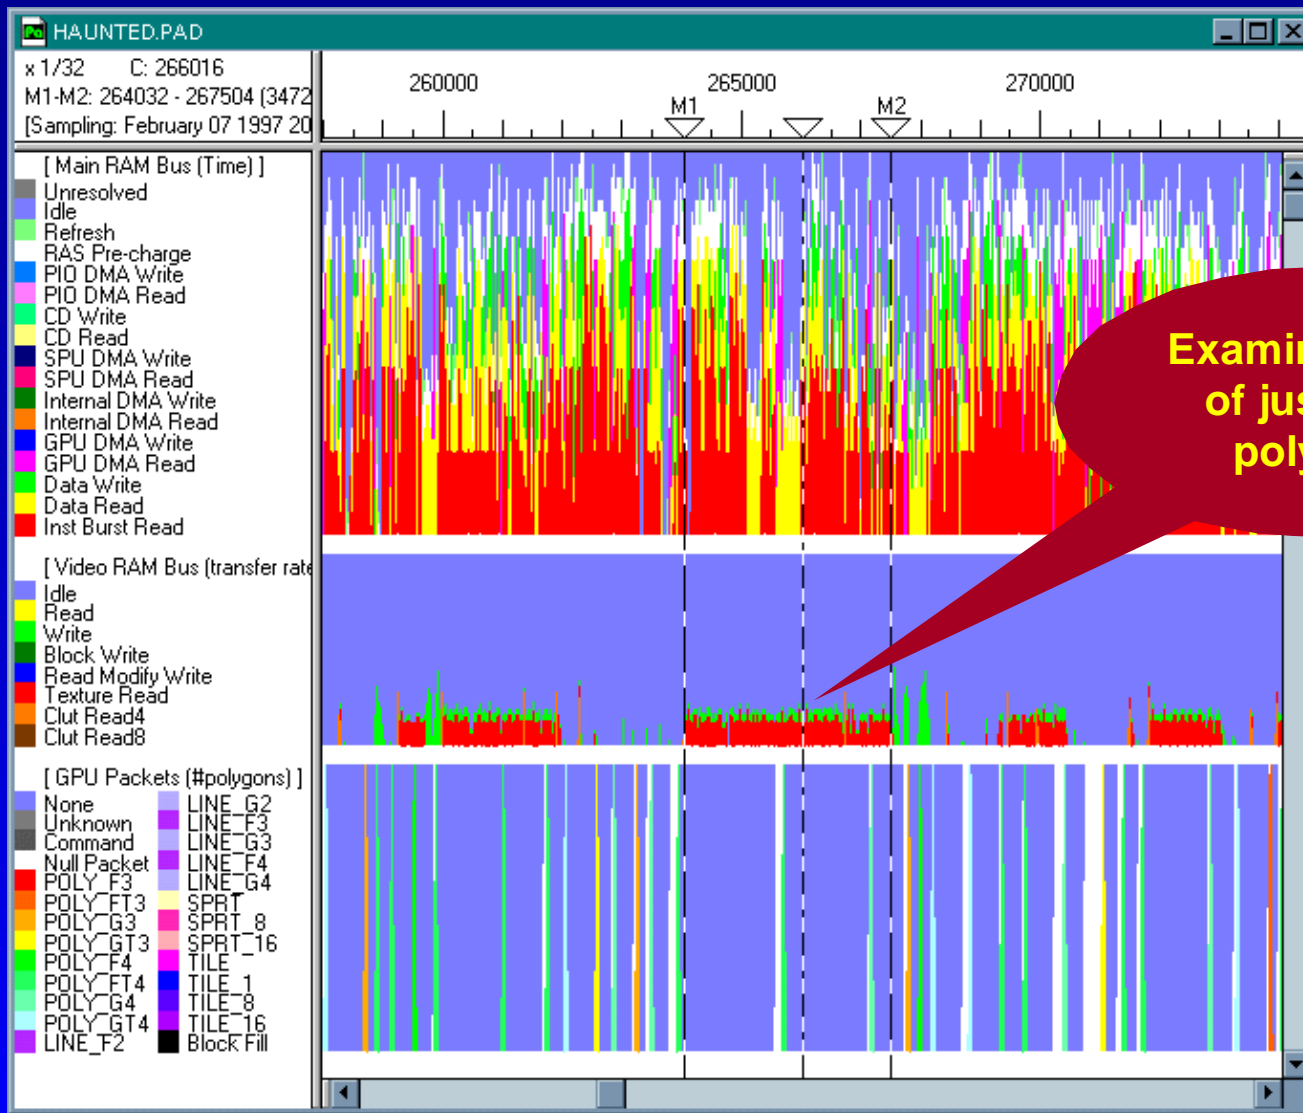 HAUNTED.PAD
x 1/32 C: 266016
M1-M2: 264032 - 267504 (3472
[Sampling: February 07 1997 20
260000 265000 270000
M1 M2
[ Main RAM Bus (Time) ]
Unresolved
Idle
Refresh
RAS Pre-charge
PIO DMA Write
PIO DMA Read
CD Write
CD Read
SPU DMA Write
SPU DMA Read
Internal DMA Write
Internal DMA Read
GPU DMA Write
GPU DMA Read
Data Write
Data Read
Inst Burst Read
[ Video RAM Bus (transfer rate
Idle
Read
Write
Block Write
Read Modify Write
Texture Read
Clut Read4
Clut Read8
[ GPU Packets (#polygons) ]
None LINE_G2
Unknown LINE_F3
Command LINE_G3
Null Packet LINE_F4
POLY_F3 LINE_G4
POLY_FT3 SPRT
POLY_G3 SPRT_8
POLY_GT3 SPRT_16
POLY_F4 TILE
POLY_FT4 TILE_1
POLY_G4 TILE_8
POLY_GT4 TILE_16
LINE_F2 Block Fill
Examin
of jus
poly